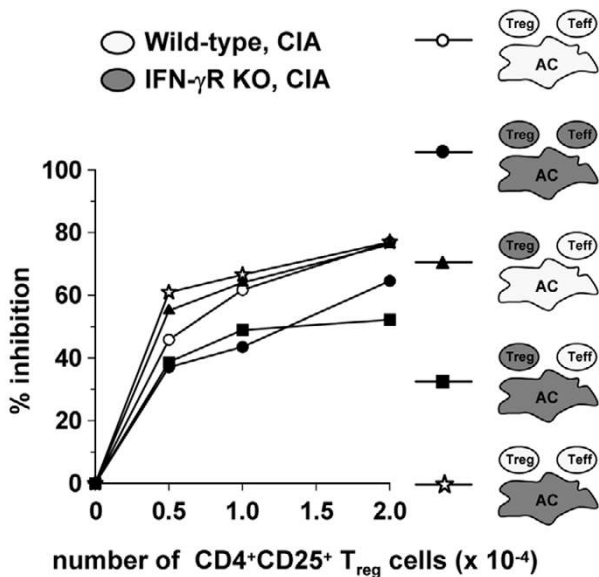 Wild-type, CIA
IFN-γR KO, CIA
Treg Teff
AC
Treg Teff
AC
Treg Teff
AC
Treg Teff
AC
Treg Teff
AC
% inhibition
100
80
60
40
20
0
0 0.5 1.0 1.5 2.0
number of CD4+CD25+ Treg cells (x 10-4)